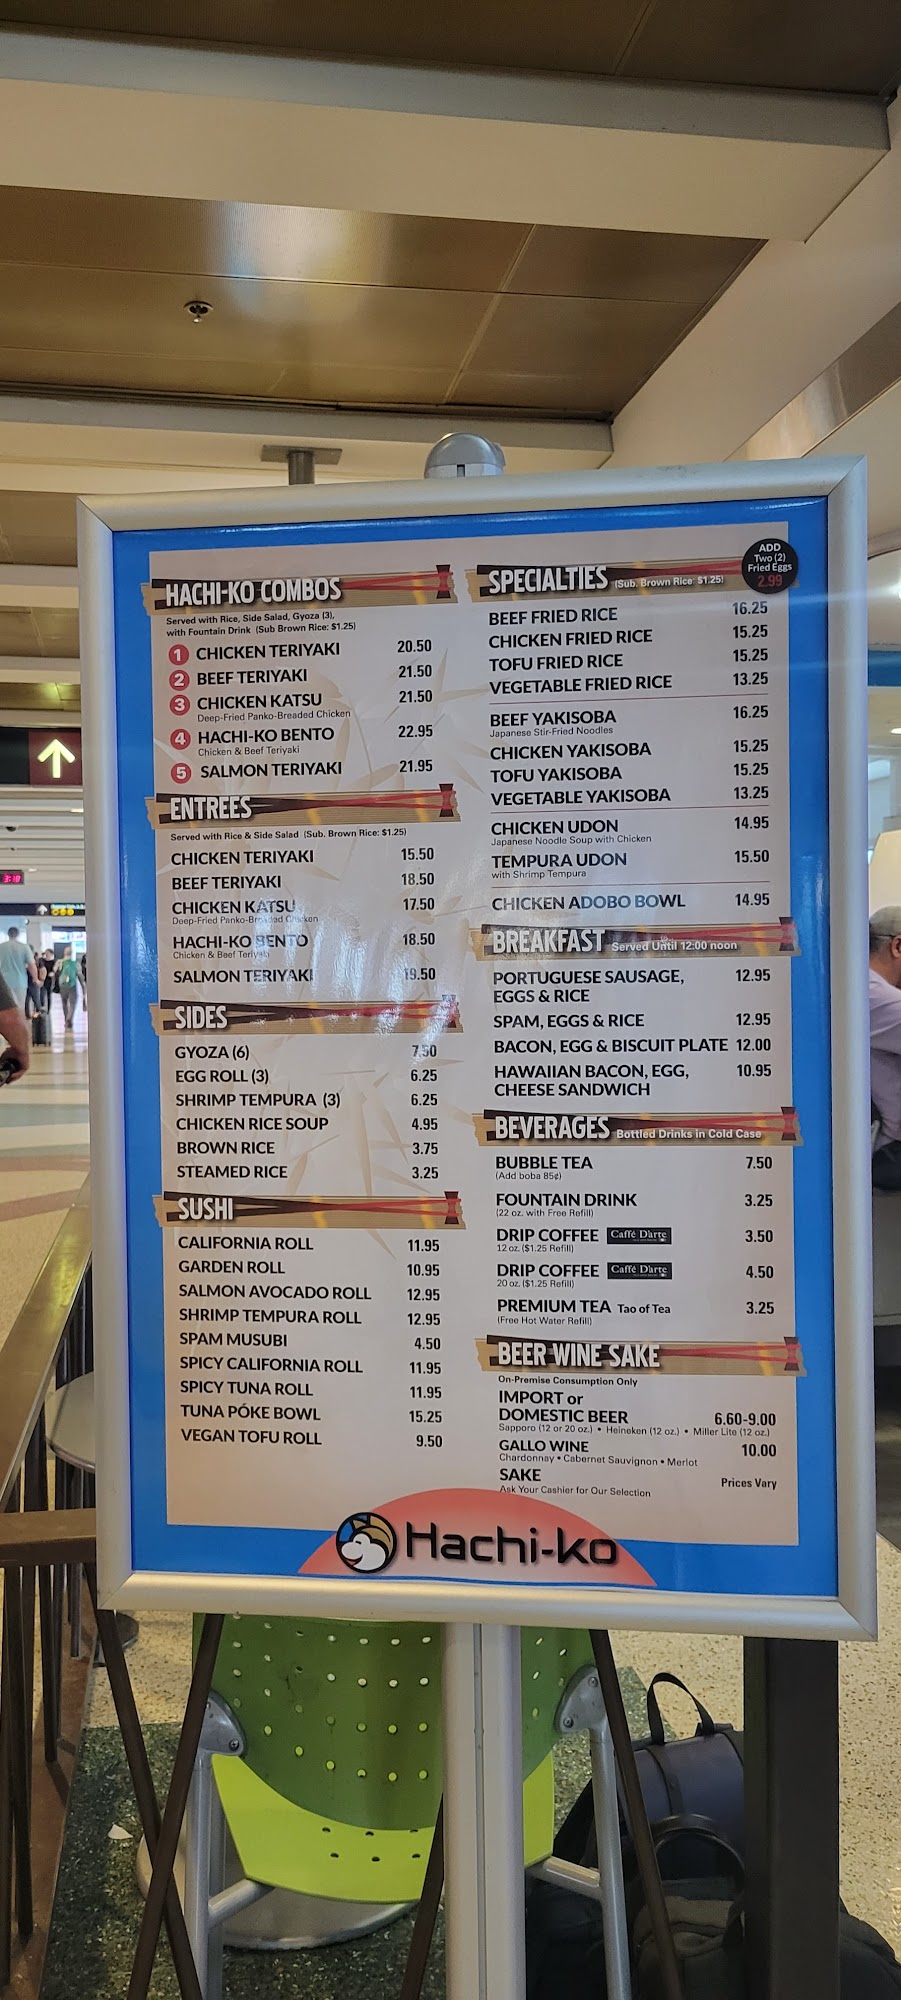 HACHI-KO COMBOS
Served with Rice, Side Salad, Gyoza (3),
with Fountain Drink (Sub Brown Rice: $1.25)
1 CHICKEN TERIYAKI 20.50
2 BEEF TERIYAKI 21.50
3 CHICKEN KATSU 21.50
Deep-Fried Panko-Breaded Chicken
4 HACHI-KO BENTO 22.95
Chicken & Beef Teriyaki
5 SALMON TERIYAKI 21.95
ENTREES
Served with Rice & Side Salad (Sub. Brown Rice: $1.25)
CHICKEN TERIYAKI 15.50
BEEF TERIYAKI 18.50
CHICKEN KATSU 17.50
Deep-Fried Panko-Breaded Chicken
HACHI-KO BENTO 18.50
Chicken & Beef Teriyaki
SALMON TERIYAKI 19.50
SIDES
GYOZA (6) 7.50
EGG ROLL (3) 6.25
SHRIMP TEMPURA (3) 6.25
CHICKEN RICE SOUP 4.95
BROWN RICE 3.75
STEAMED RICE 3.25
SUSHI
CALIFORNIA ROLL 11.95
GARDEN ROLL 10.95
SALMON AVOCADO ROLL 12.95
SHRIMP TEMPURA ROLL 12.95
SPAM MUSUBI 4.50
SPICY CALIFORNIA ROLL 11.95
SPICY TUNA ROLL 11.95
TUNA PÓKE BOWL 15.25
VEGAN TOFU ROLL 9.50
SPECIALTIES (Sub. Brown Rice $1.25)
ADD
Two (2)
Fried Eggs
2.99
BEEF FRIED RICE 16.25
CHICKEN FRIED RICE 15.25
TOFU FRIED RICE 15.25
VEGETABLE FRIED RICE 13.25
BEEF YAKISOBA 16.25
Japanese Stir-Fried Noodles
CHICKEN YAKISOBA 15.25
TOFU YAKISOBA 15.25
VEGETABLE YAKISOBA 13.25
CHICKEN UDON 14.95
Japanese Noodle Soup with Chicken
TEMPURA UDON 15.50
with Shrimp Tempura
CHICKEN ADOBO BOWL 14.95
BREAKFAST Served Until 12:00 noon
PORTUGUESE SAUSAGE, 12.95
EGGS & RICE
SPAM, EGGS & RICE 12.95
BACON, EGG & BISCUIT PLATE 12.00
HAWAIIAN BACON, EGG, 10.95
CHEESE SANDWICH
BEVERAGES Bottled Drinks in Cold Case
BUBBLE TEA 7.50
(Add boba 85¢)
FOUNTAIN DRINK 3.25
(22 oz. with Free Refill)
DRIP COFFEE Caffé D'arte 3.50
12 oz. ($1.25 Refill)
DRIP COFFEE Caffé D'arte 4.50
20 oz. ($1.25 Refill)
PREMIUM TEA Tao of Tea 3.25
(Free Hot Water Refill)
BEER WINE SAKE
On-Premise Consumption Only
IMPORT or
DOMESTIC BEER 6.60-9.00
Sapporo (12 or 20 oz.) • Heineken (12 oz.) • Miller Lite (12 oz.)
GALLO WINE 10.00
Chardonnay • Cabernet Sauvignon • Merlot
SAKE Prices Vary
Ask Your Cashier for Our Selection
Hachi-ko
3:18